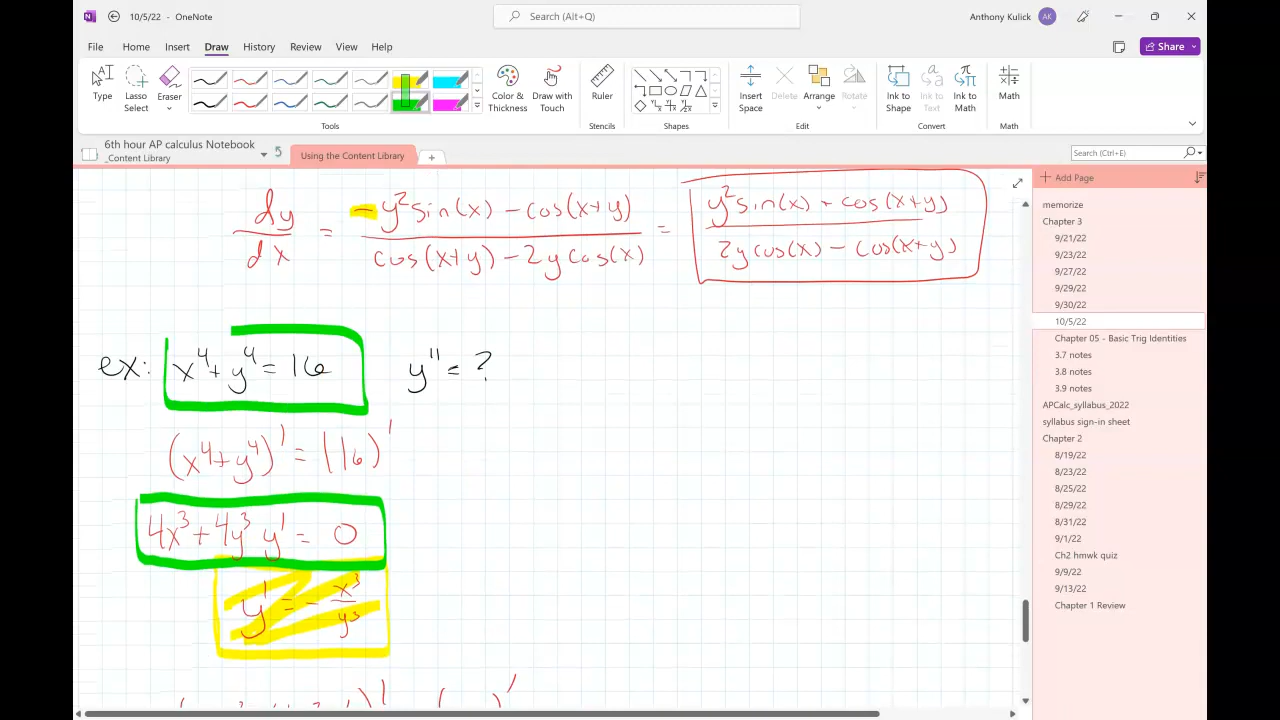 10/5/22 - OneNote
Search (Alt+Q)
Anthony Kulick
AK
File Home Insert Draw History Review View Help
Share
Type
Lasso Select
Eraser
Color & Thickness
Draw with Touch
Ruler
Insert Space
Delete
Arrange
Rotate
Ink to Shape
Ink to Text
Ink to Math
Math
Tools
Stencils
Shapes
Edit
Convert
Math
6th hour AP calculus Notebook
_Content Library
Using the Content Library
Search (Ctrl+E)
dy/dx = (-y² sin(x) - cos(x+y))/(cos(x+y) - 2y cos(x)) = (y² sin(x) + cos(x+y))/(2y cos(x) - cos(x+y))
ex: x⁴+y⁴=16 y''=?
(x⁴+y⁴)' = (16)'
4x³+4y³ y' = 0
y' = - x³/y³
Add Page
memorize
Chapter 3
9/21/22
9/23/22
9/27/22
9/29/22
9/30/22
10/5/22
Chapter 05 - Basic Trig Identities
3.7 notes
3.8 notes
3.9 notes
APCalc_syllabus_2022
syllabus sign-in sheet
Chapter 2
8/19/22
8/23/22
8/25/22
8/29/22
8/31/22
9/1/22
Ch2 hmwk quiz
9/9/22
9/13/22
Chapter 1 Review